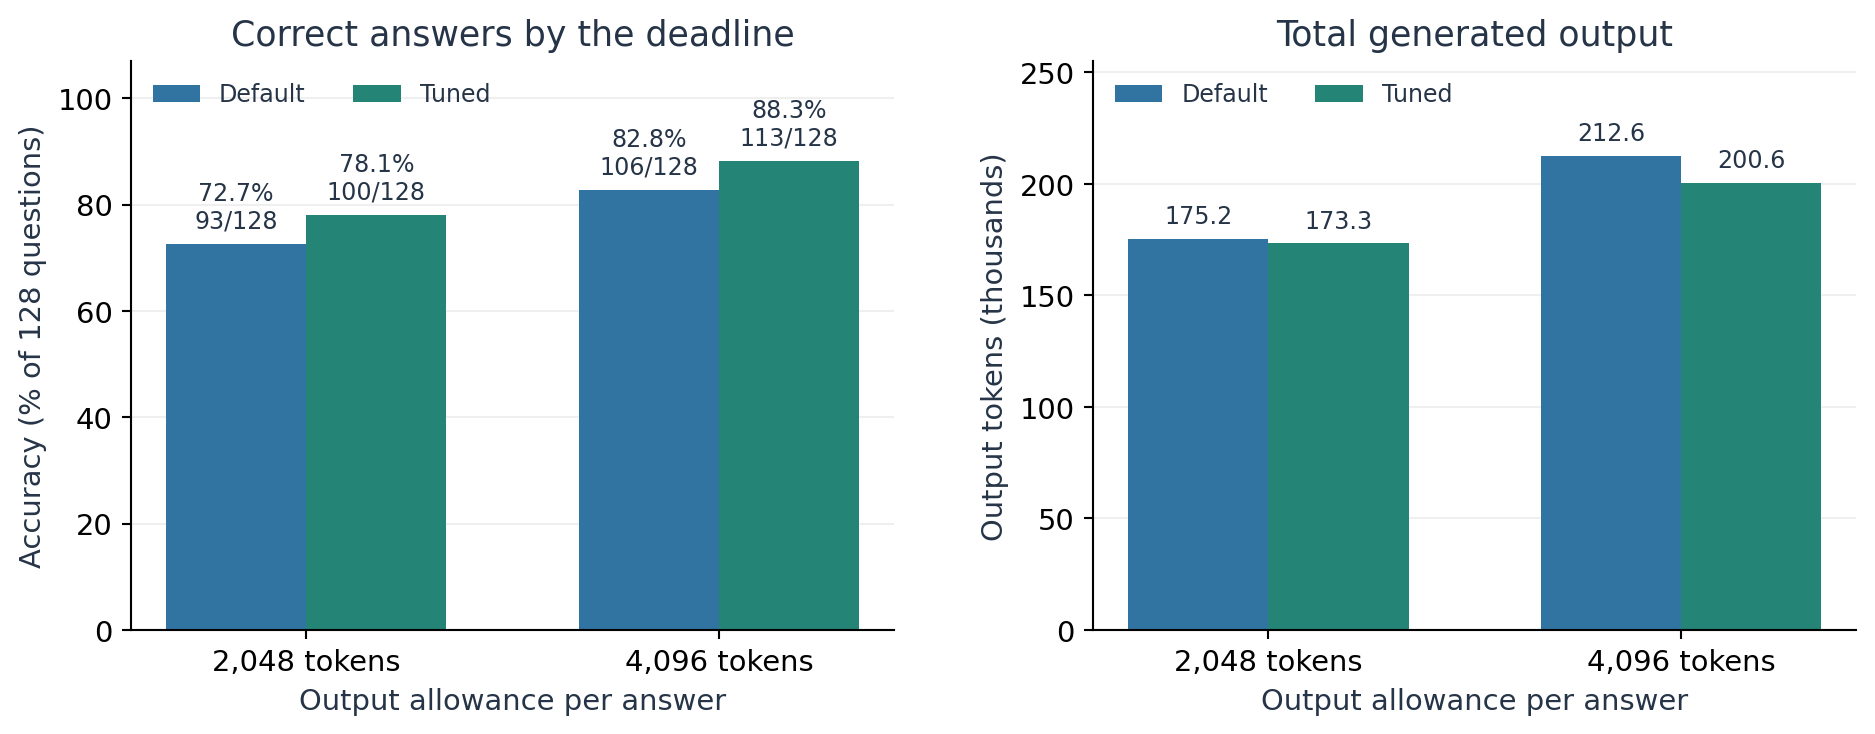 Correct answers by the deadline
Default
Tuned
Accuracy (% of 128 questions)
100
80
60
40
20
0
72.7%
93/128
78.1%
100/128
82.8%
106/128
88.3%
113/128
2,048 tokens
4,096 tokens
Output allowance per answer
Total generated output
Default
Tuned
Output tokens (thousands)
250
200
150
100
50
0
175.2
173.3
212.6
200.6
2,048 tokens
4,096 tokens
Output allowance per answer